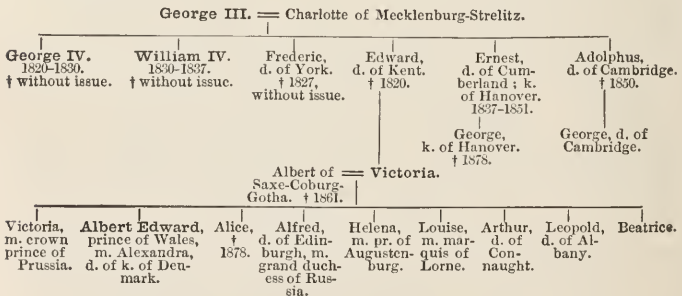 George III. = Charlotte of Mecklenburg-Strelitz.
George IV.
1820-1830.
† without issue.
William IV.
1830-1837.
† without issue.
Frederic,
d. of York.
† 1827,
without issue.
Edward,
d. of Kent.
† 1820.
Ernest,
d. of Cum-
berland; k.
of Hanover.
1837-1851.
Adolphus,
d. of Cambridge.
† 1850.
George,
k. of Hanover.
† 1878.
George, d. of
Cambridge.
Albert of = Victoria.
Saxe-Coburg-
Gotha. † 1861.
Victoria,
m. crown
prince of
Prussia.
Albert Edward,
prince of Wales,
m. Alexandra,
d. of k. of Den-
mark.
Alice,
†
1878.
Alfred,
d. of Edin-
burgh, m.
grand duch-
ess of Rus-
sia.
Helena,
m. pr. of
Augusten-
burg.
Louise,
m. mar-
quis of
Lorne.
Arthur,
d. of
Con-
naught.
Leopold,
d. of Al-
bany.
Beatrice.